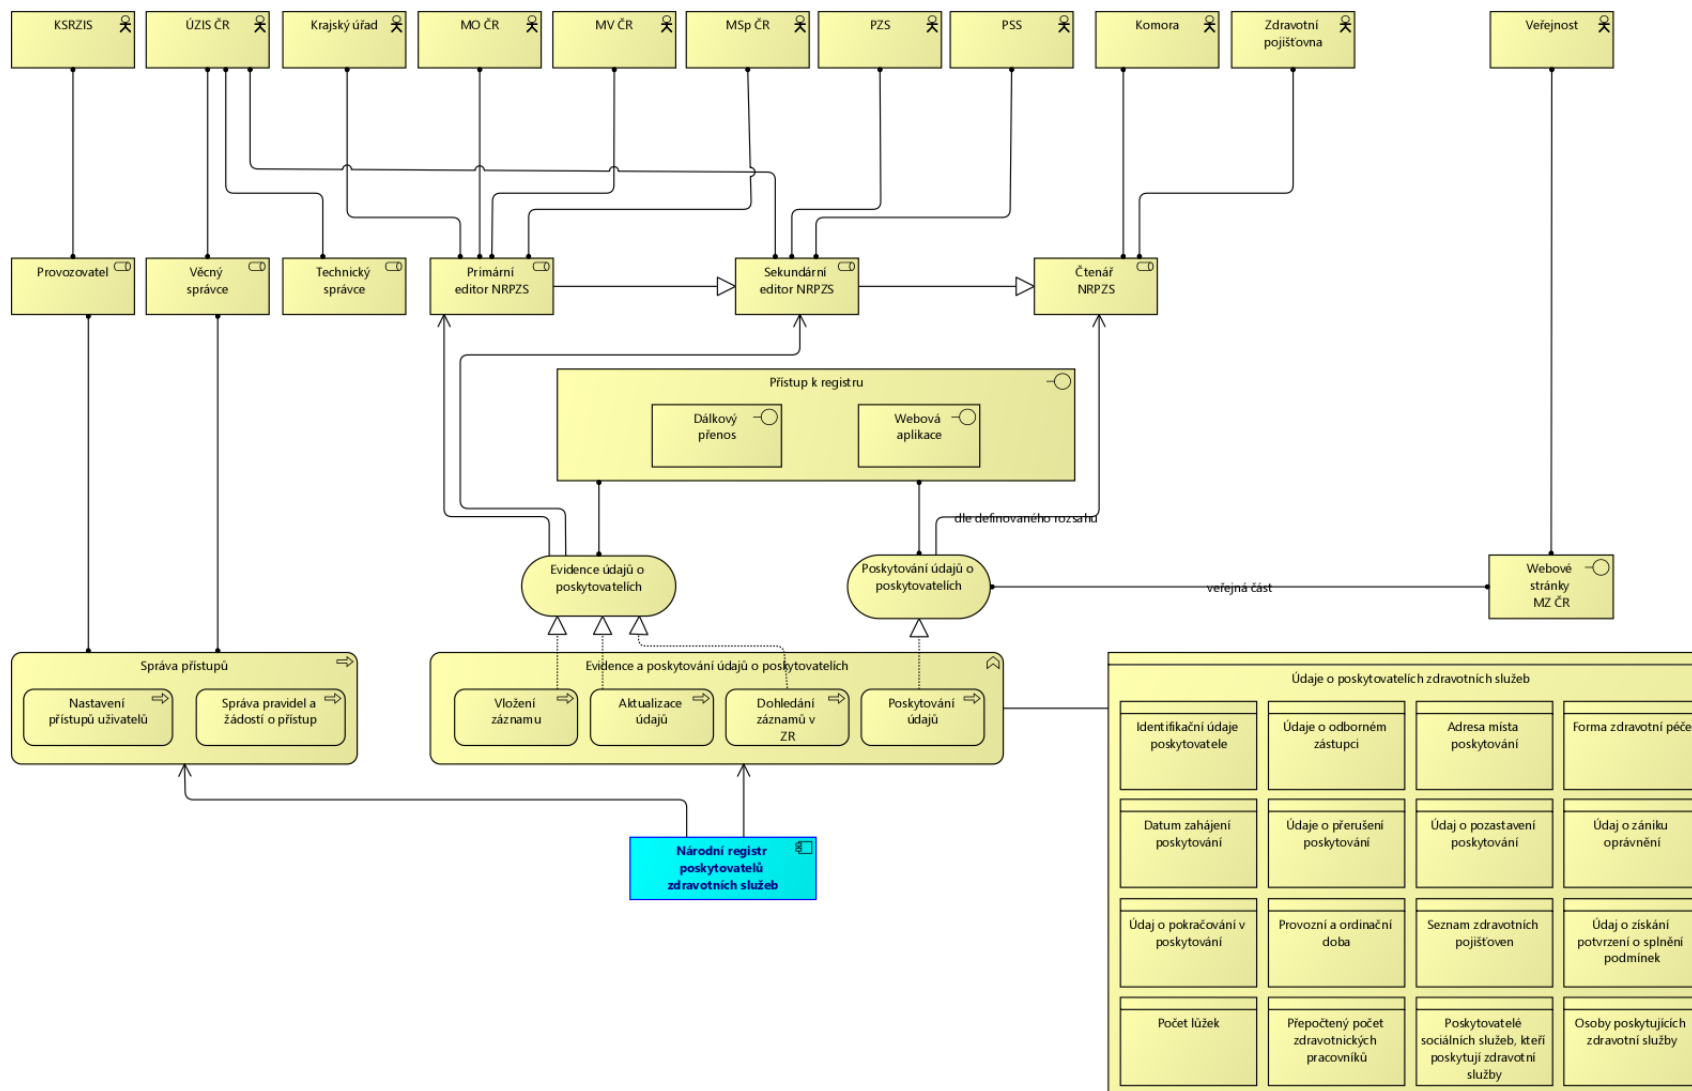 KSRZIS
ÚZIS ČR
Krajský úřad
MO ČR
MV ČR
MSp ČR
PZS
PSS
Komora
Zdravotní
pojišťovna
Veřejnost
Provozovatel
Věcný
správce
Technický
správce
Primární
editor NRPZS
Sekundární
editor NRPZS
Čtenář
NRPZS
Přístup k registru
Dálkový
přenos
Webová
aplikace
dle definovaného rozsahu
Evidence údajů o
poskytovatelích
Poskytování údajů o
poskytovatelích
veřejná část
Webové
stránky
MZ ČR
Správa přístupů
Nastavení
přístupů uživatelů
Správa pravidel a
žádostí o přístup
Evidence a poskytování údajů o poskytovatelích
Vložení
záznamu
Aktualizace
údajů
Dohledání
záznamů v
ZR
Poskytování
údajů
Národní registr
poskytovatelů
zdravotních služeb
Údaje o poskytovatelích zdravotních služeb
Identifikační údaje
poskytovatele
Údaje o odborném
zástupci
Adresa místa
poskytování
Forma zdravotní péče
Datum zahájení
poskytování
Údaje o přerušení
poskytování
Údaj o pozastavení
poskytování
Údaj o zániku
oprávnění
Údaj o pokračování v
poskytování
Provozní a ordinační
doba
Seznam zdravotních
pojišťoven
Údaj o získání
potvrzení o splnění
podmínek
Počet lůžek
Přepočtený počet
zdravotnických
pracovníků
Poskytovatelé
sociálních služeb, kteří
poskytují zdravotní
služby
Osoby poskytujících
zdravotní služby